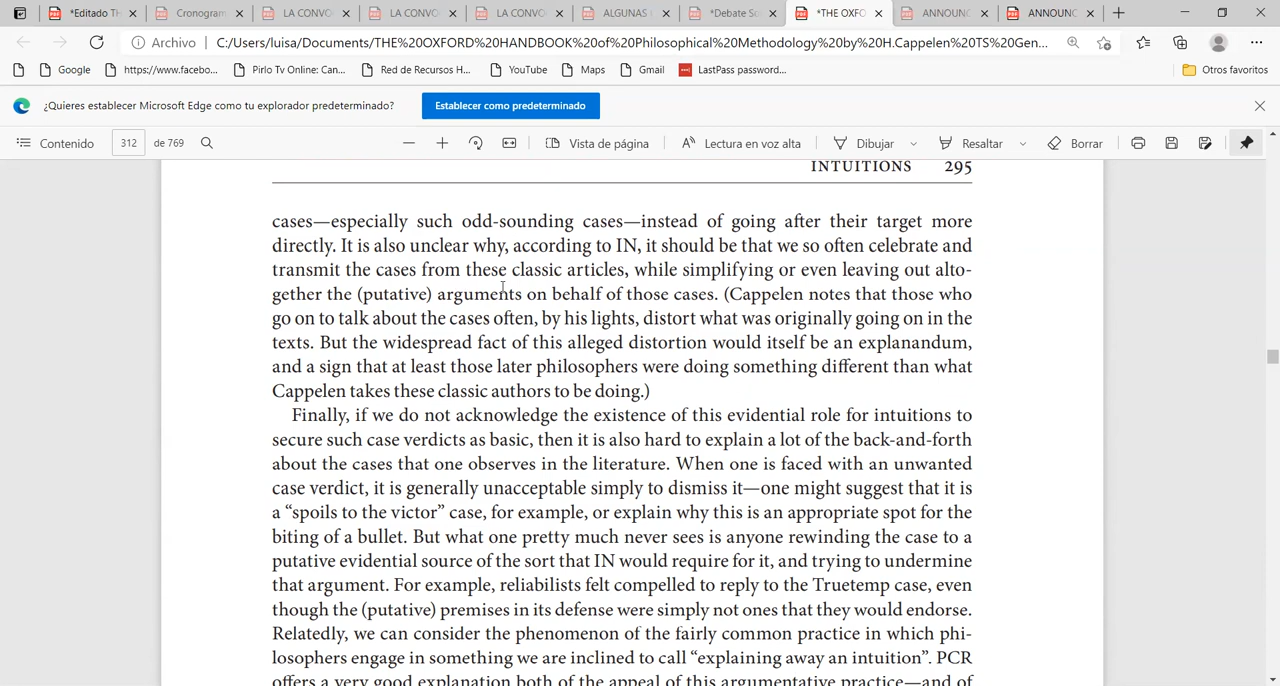 *Editado TH
Cronogram
LA CONVO
LA CONVO
LA CONVO
ALGUNAS
*Debate So
*THE OXFO
ANNOUNC
ANNOUNC
Archivo
C:/Users/luisa/Documents/THE%20OXFORD%20HANDBOOK%20of%20Philosophical%20Methodology%20by%20H.Cappelen%20TS%20Gen...
Google
https://www.facebo...
Pirlo Tv Online: Can...
Red de Recursos H...
YouTube
Maps
Gmail
LastPass password...
Otros favoritos
¿Quieres establecer Microsoft Edge como tu explorador predeterminado?
Establecer como predeterminado
Contenido
312
de 769
Vista de página
Lectura en voz alta
Dibujar
Resaltar
Borrar
INTUITIONS 295
cases—especially such odd-sounding cases—instead of going after their target more
directly. It is also unclear why, according to IN, it should be that we so often celebrate and
transmit the cases from these classic articles, while simplifying or even leaving out alto-
gether the (putative) arguments on behalf of those cases. (Cappelen notes that those who
go on to talk about the cases often, by his lights, distort what was originally going on in the
texts. But the widespread fact of this alleged distortion would itself be an explanandum,
and a sign that at least those later philosophers were doing something different than what
Cappelen takes these classic authors to be doing.)
Finally, if we do not acknowledge the existence of this evidential role for intuitions to
secure such case verdicts as basic, then it is also hard to explain a lot of the back-and-forth
about the cases that one observes in the literature. When one is faced with an unwanted
case verdict, it is generally unacceptable simply to dismiss it—one might suggest that it is
a “spoils to the victor” case, for example, or explain why this is an appropriate spot for the
biting of a bullet. But what one pretty much never sees is anyone rewinding the case to a
putative evidential source of the sort that IN would require for it, and trying to undermine
that argument. For example, reliabilists felt compelled to reply to the Truetemp case, even
though the (putative) premises in its defense were simply not ones that they would endorse.
Relatedly, we can consider the phenomenon of the fairly common practice in which phi-
losophers engage in something we are inclined to call “explaining away an intuition”. PCR
offers a very good explanation both of the appeal of this argumentative practice—and of